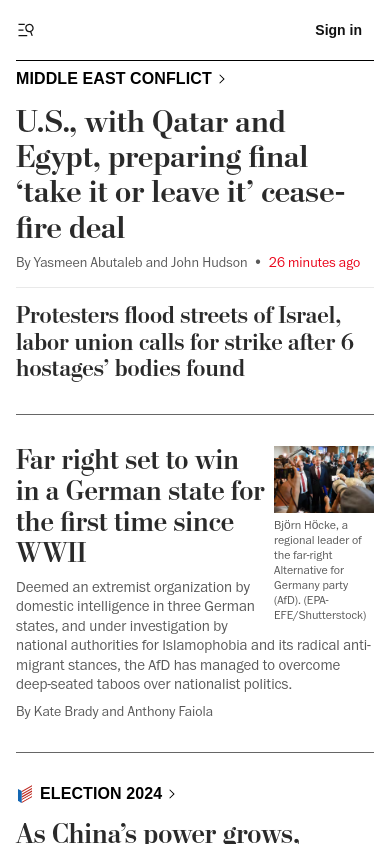 Sign in
MIDDLE EAST CONFLICT
U.S., with Qatar and
Egypt, preparing final
‘take it or leave it’ cease-
fire deal
By Yasmeen Abutaleb and John Hudson • 26 minutes ago
Protesters flood streets of Israel,
labor union calls for strike after 6
hostages’ bodies found
Far right set to win
in a German state for
the first time since
WWII
Deemed an extremist organization by
domestic intelligence in three German
states, and under investigation by
national authorities for Islamophobia and its radical anti-
migrant stances, the AfD has managed to overcome
deep-seated taboos over nationalist politics.
By Kate Brady and Anthony Faiola
Björn Höcke, a
regional leader of
the far-right
Alternative for
Germany party
(AfD). (EPA-
EFE/Shutterstock)
ELECTION 2024
As China’s power grows,